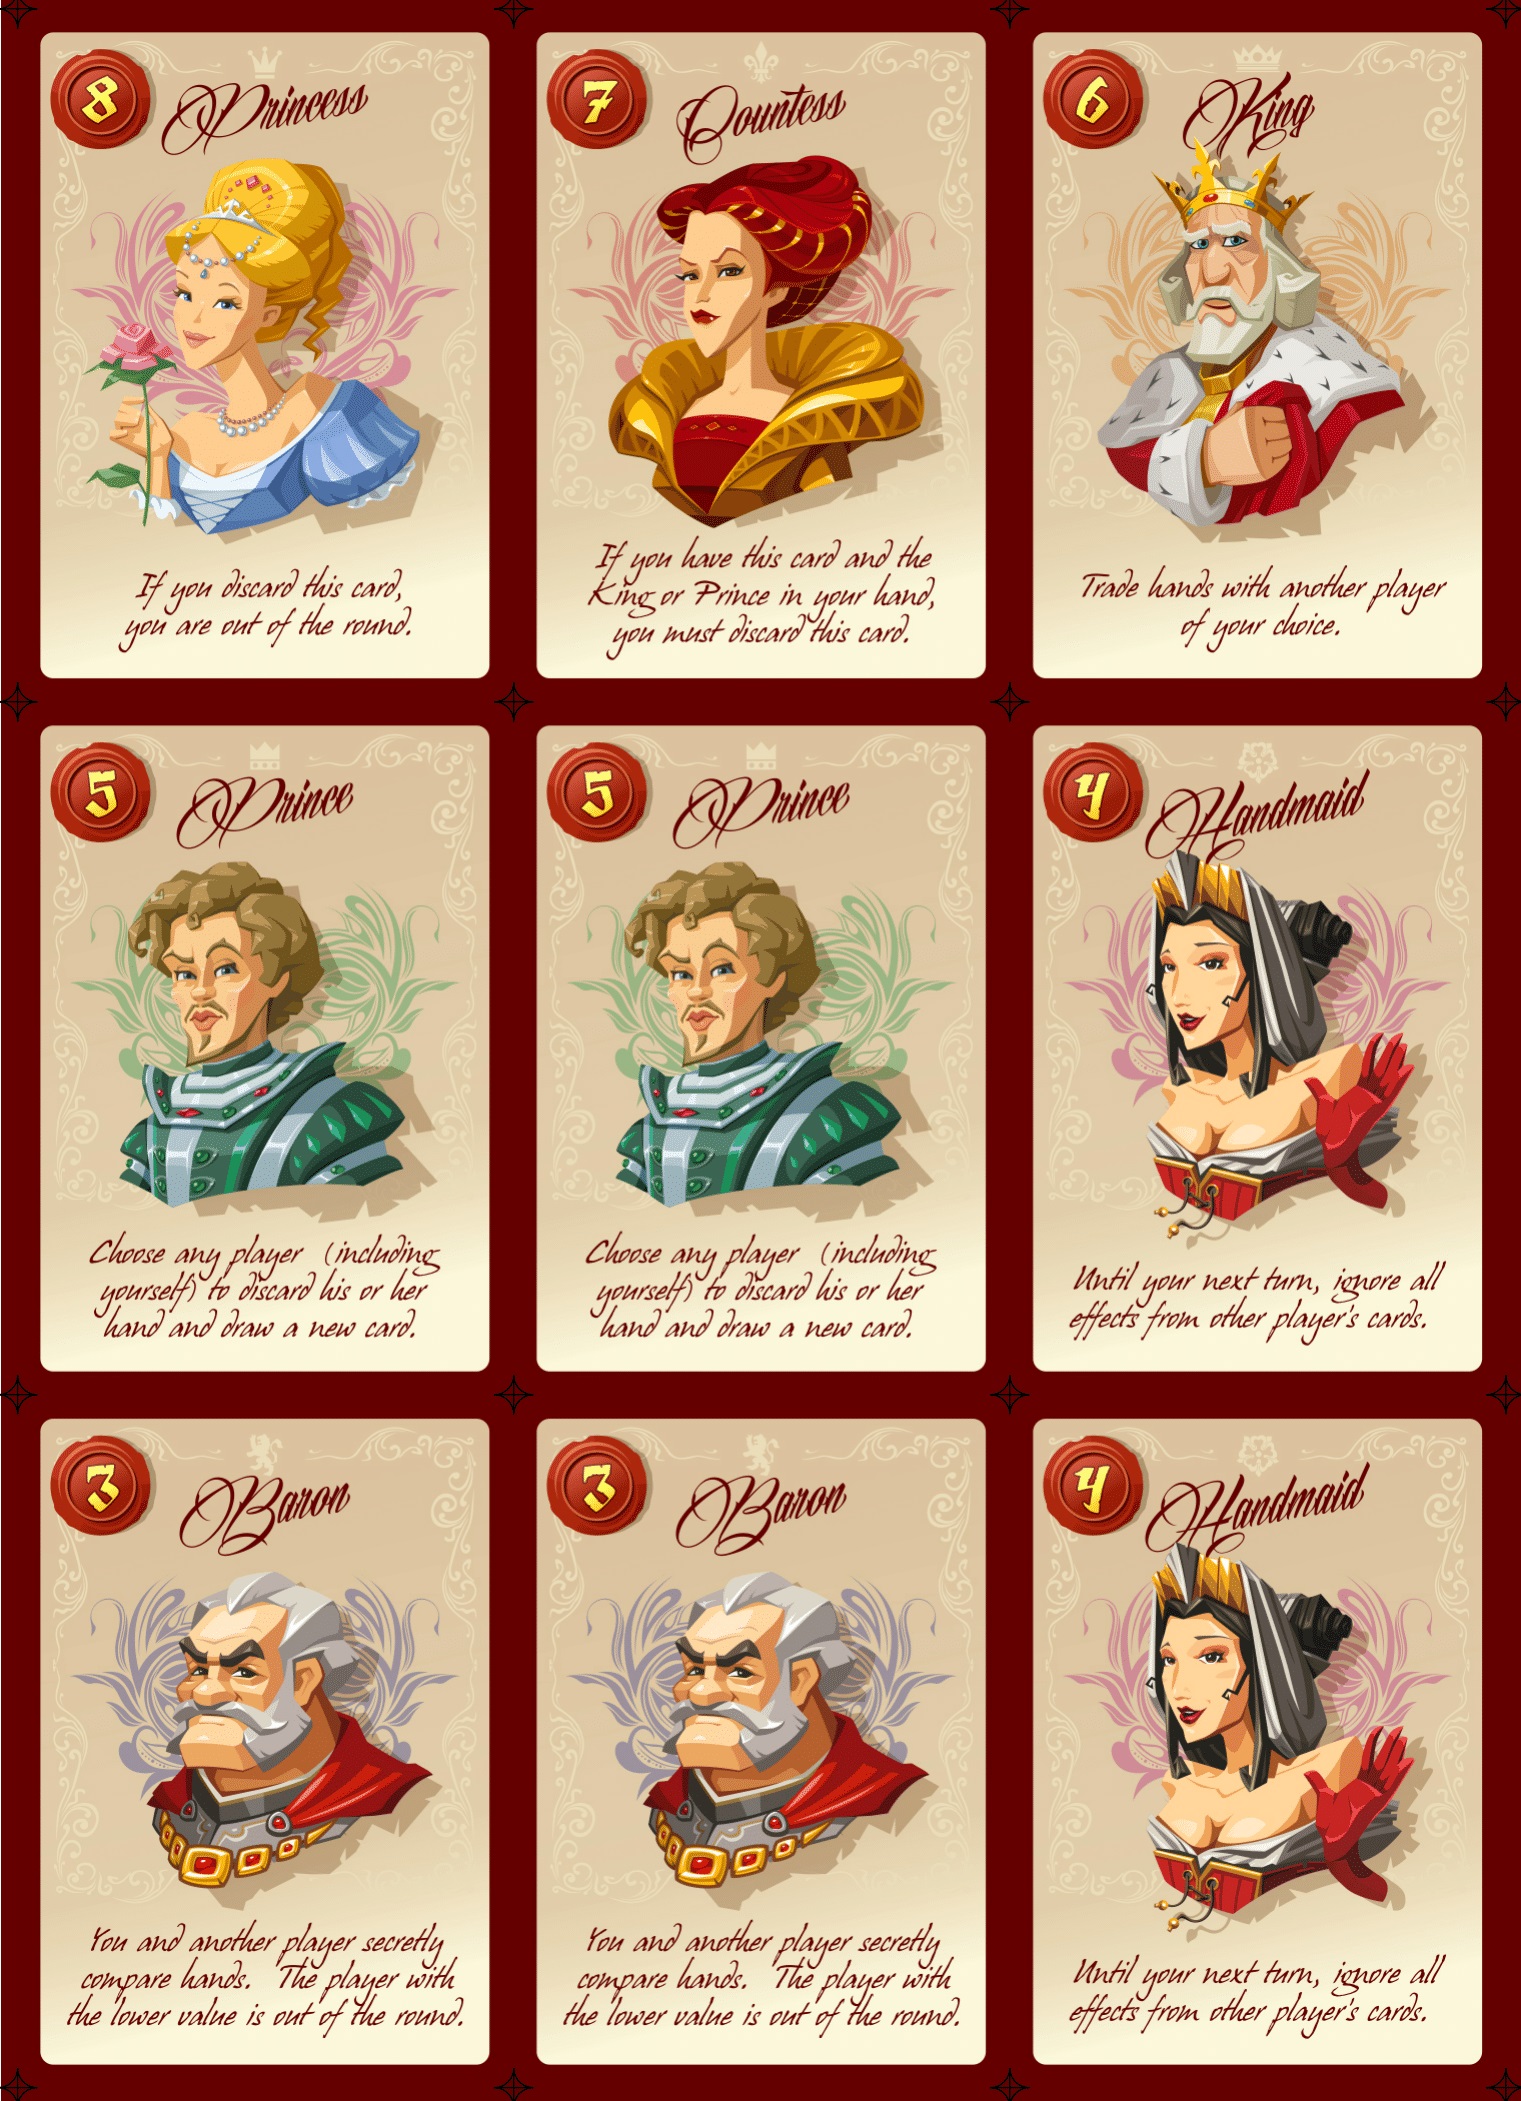 8
Princess
If you discard this card,
you are out of the round.
7
Countess
If you have this card and the
King or Prince in your hand,
you must discard this card.
6
King
Trade hands with another player
of your choice.
5
Prince
Choose any player (including
yourself) to discard his or her
hand and draw a new card.
5
Prince
Choose any player (including
yourself) to discard his or her
hand and draw a new card.
4
Handmaid
Until your next turn, ignore all
effects from other player's cards.
3
Baron
You and another player secretly
compare hands. The player with
the lower value is out of the round.
3
Baron
You and another player secretly
compare hands. The player with
the lower value is out of the round.
4
Handmaid
Until your next turn, ignore all
effects from other player's cards.